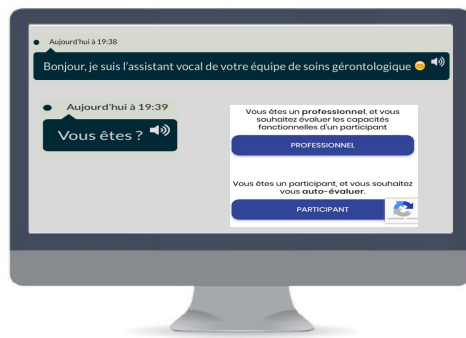 Aujourd'hui à 19:38
Bonjour, je suis l'assistant vocal de votre équipe de soins gérontologique 😊
Aujourd'hui à 19:39
Vous êtes ?
Vous êtes un professionnel, et vous
souhaitez évaluer les capacités
fonctionnelles d'un participant
PROFESSIONNEL
Vous êtes un participant, et vous souhaitez
vous auto-évaluer.
PARTICIPANT